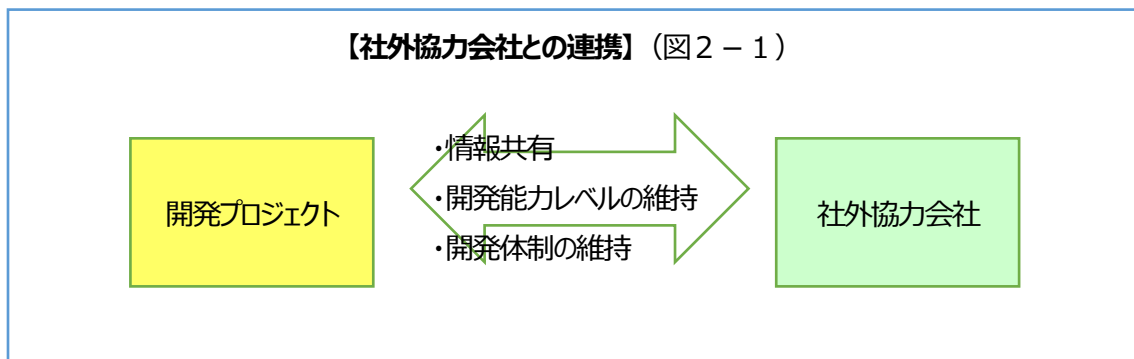 【社外協力会社との連携】（図２－１）
・情報共有
開発プロジェクト
・開発能力レベルの維持
社外協力会社
・開発体制の維持